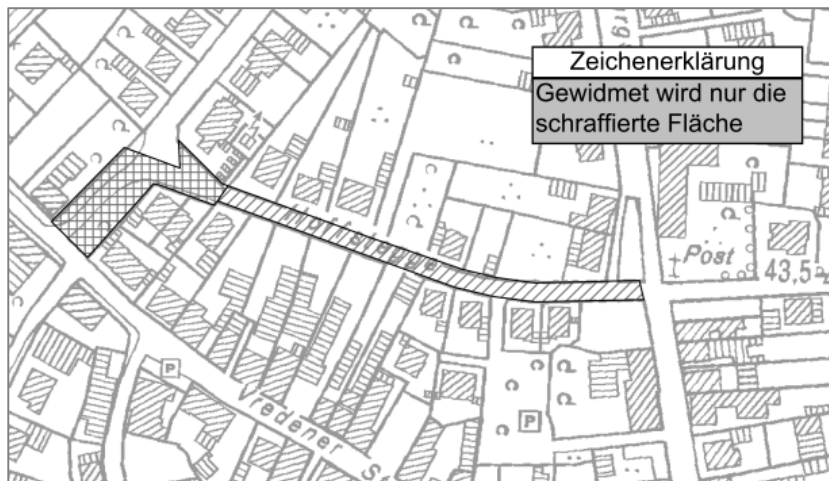 Zeichenerklärung
Gewidmet wird nur die
schraffierte Fläche
Post
43,5
P
Vredener
P